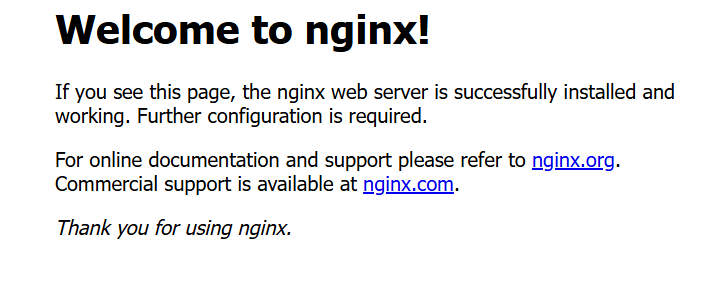 Welcome to nginx!
If you see this page, the nginx web server is successfully installed and
working. Further configuration is required.
For online documentation and support please refer to nginx.org.
Commercial support is available at nginx.com.
Thank you for using nginx.